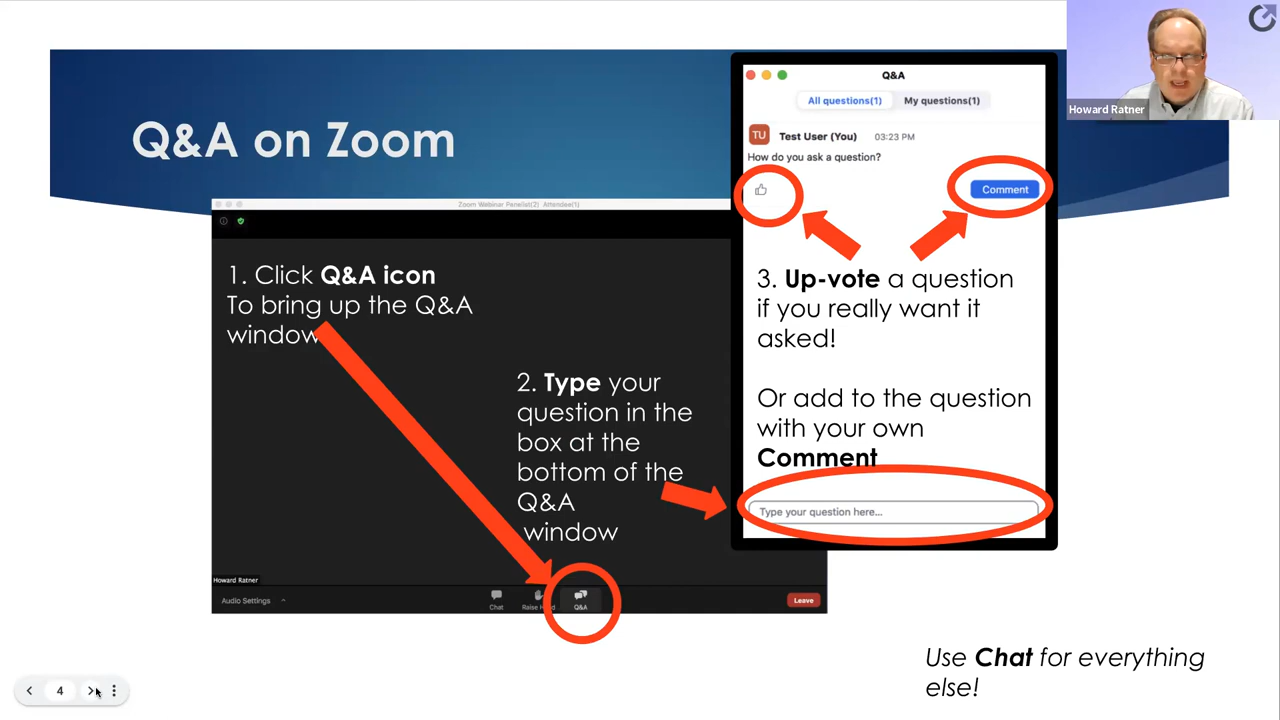 Q&A on Zoom
Howard Ratner
Q&A
All questions(1) My questions(1)
TU Test User (You) 03:23 PM
How do you ask a question?
Comment
Zoom Webinar Panelist(2) Attendee(1)
1. Click Q&A icon
To bring up the Q&A
window
2. Type your
question in the
box at the
bottom of the
Q&A
window
3. Up-vote a question
if you really want it
asked!
Or add to the question
with your own
Comment
Type your question here...
Howard Ratner
Audio Settings
Chat
Q&A
Leave
Use Chat for everything
else!
4